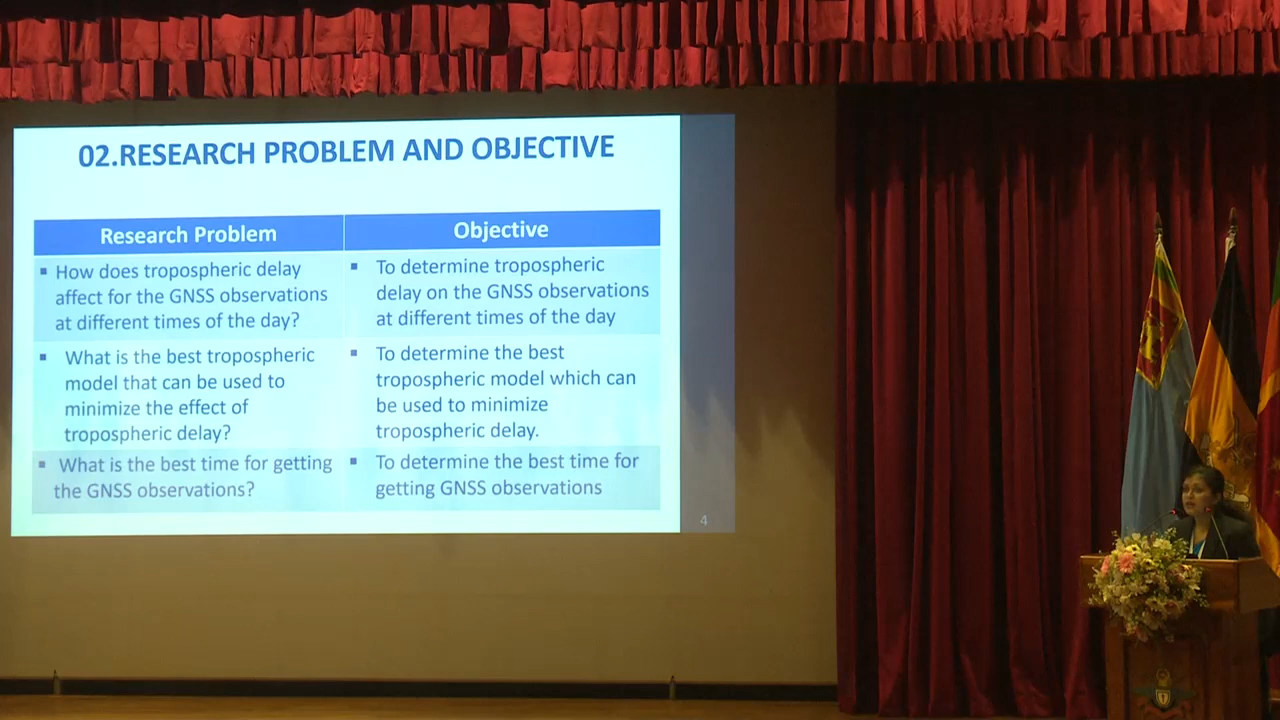 02.RESEARCH PROBLEM AND OBJECTIVE
Research Problem
Objective
▪ How does tropospheric delay
affect for the GNSS observations
at different times of the day?
▪ To determine tropospheric
delay on the GNSS observations
at different times of the day
▪ What is the best tropospheric
model that can be used to
minimize the effect of
tropospheric delay?
▪ To determine the best
tropospheric model which can
be used to minimize
tropospheric delay.
▪ What is the best time for getting
the GNSS observations?
▪ To determine the best time for
getting GNSS observations
4